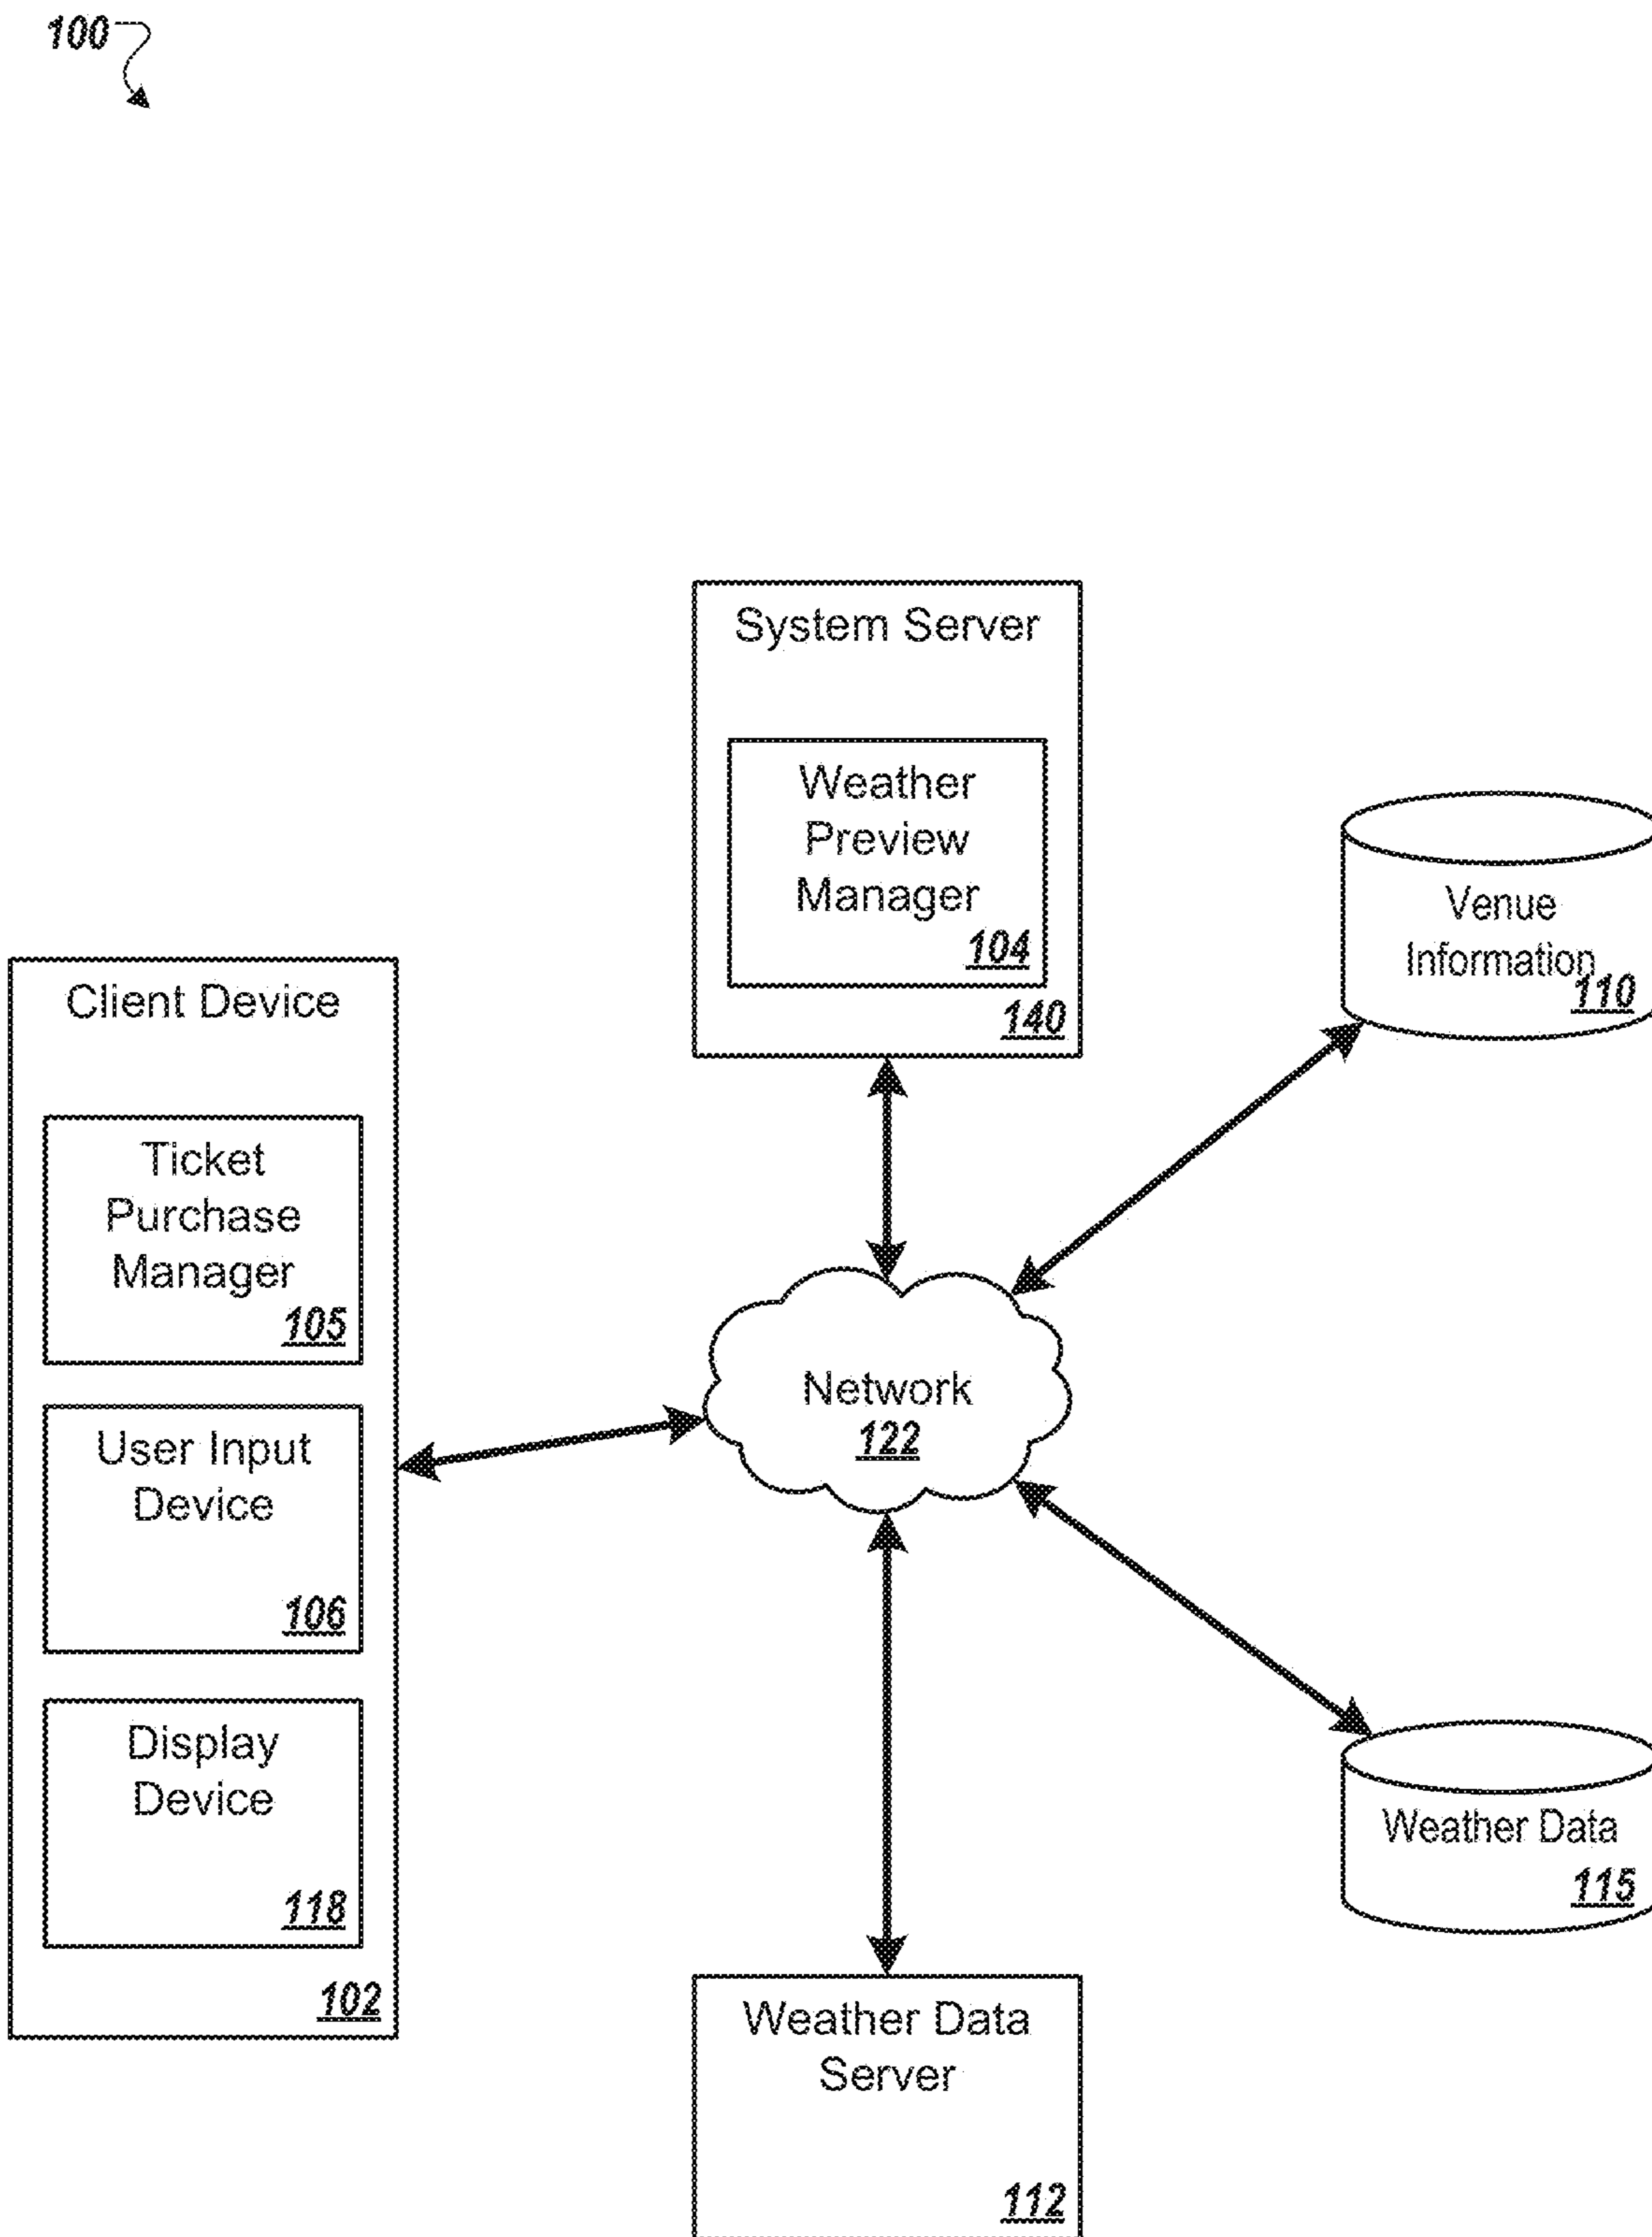 100
System Server
Weather
Preview
Manager
104
140
Venue
Information
110
Client Device
Ticket
Purchase
Manager
105
User Input
Device
106
Display
Device
118
102
Network
122
Weather Data
115
Weather Data
Server
112